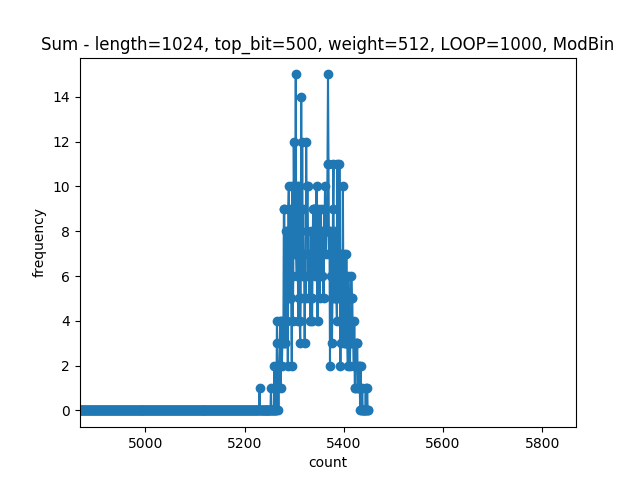 Sum - length=1024, top_bit=500, weight=512, LOOP=1000, ModBin
14
12
10
8
6
4
2
0
frequency
5000 5200 5400 5600 5800
count